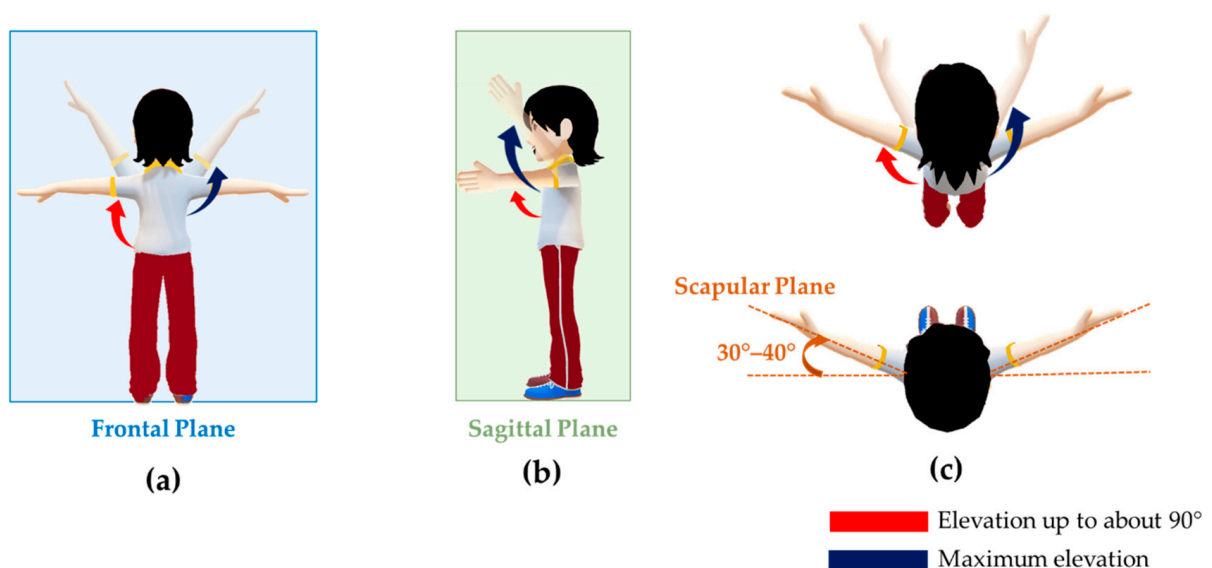 Scapular Plane
30°–40°
Frontal Plane
Sagittal Plane
(a)
(b)
(c)
Elevation up to about 90°
Maximum elevation